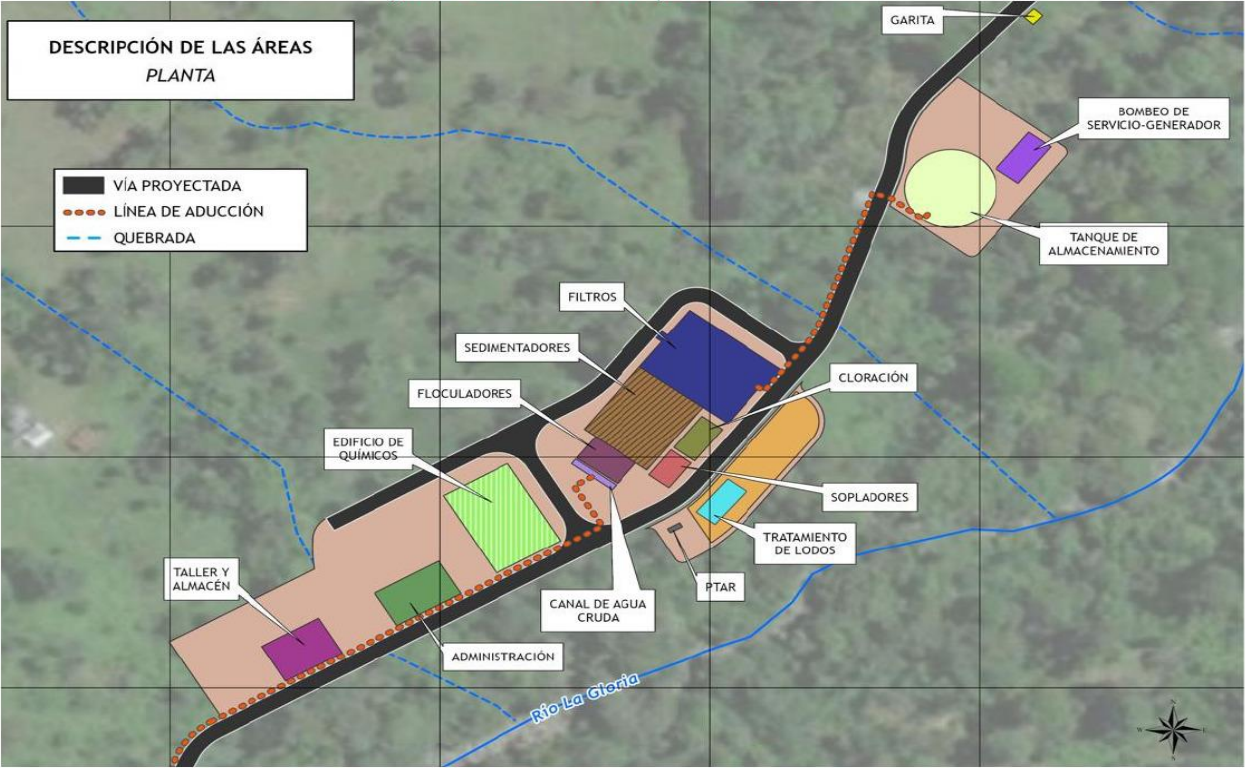 DESCRIPCIÓN DE LAS ÁREAS
PLANTA
GARITA
BOMBEO DE
SERVICIO-GENERADOR
VÍA PROYECTADA
LÍNEA DE ADUCCIÓN
QUEBRADA
TANQUE DE
ALMACENAMIENTO
FILTROS
SEDIMENTADORES
CLORACIÓN
FLOCULADORES
EDIFICIO DE
QUÍMICOS
SOPLADORES
TRATAMIENTO
DE LODOS
TALLER Y
ALMACÉN
PTAR
CANAL DE AGUA
CRUDA
ADMINISTRACIÓN
Río La Gloria
N
W
E
S